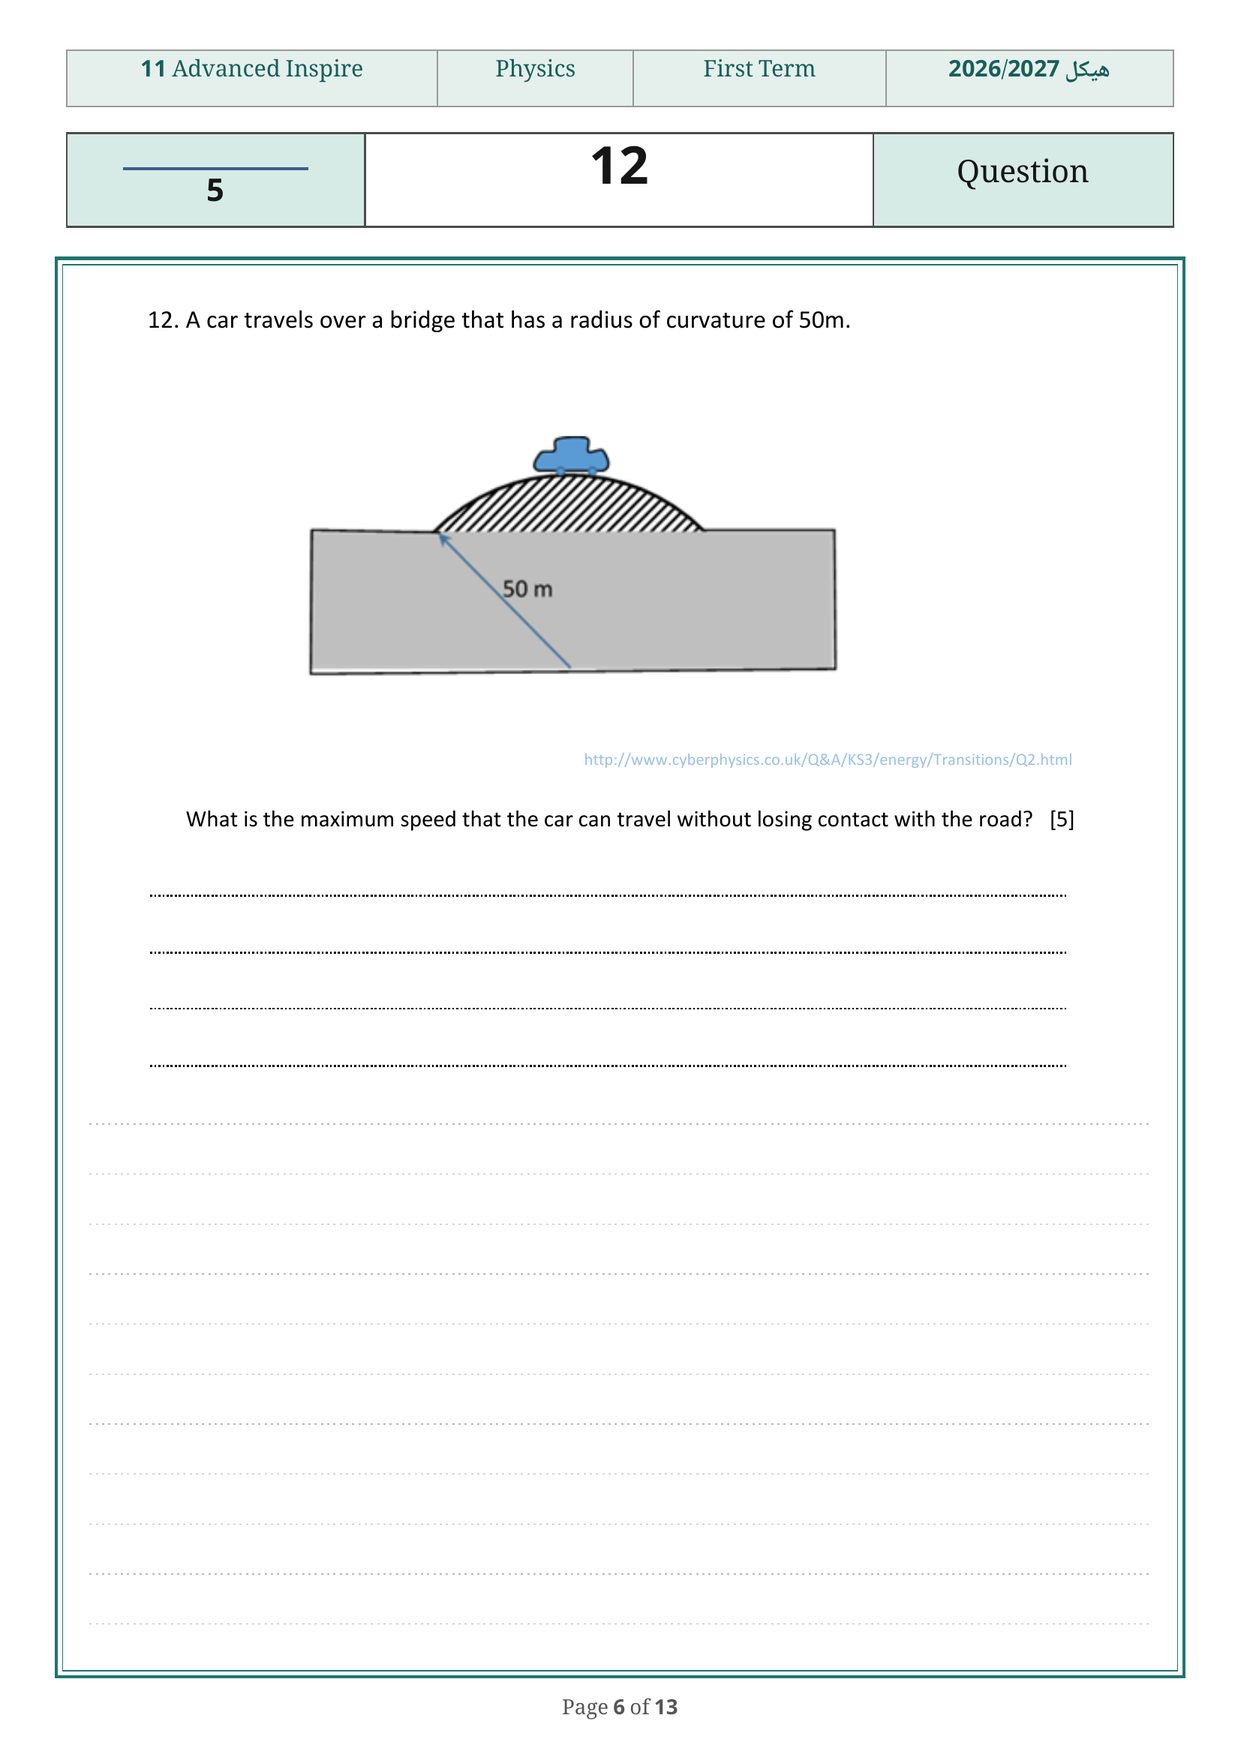 11 Advanced Inspire
Physics
First Term
هيكل 2026/2027
5
12
Question
12. A car travels over a bridge that has a radius of curvature of 50m.
50 m
http://www.cyberphysics.co.uk/Q&A/KS3/energy/Transitions/Q2.html
What is the maximum speed that the car can travel without losing contact with the road? [5]
Page 6 of 13